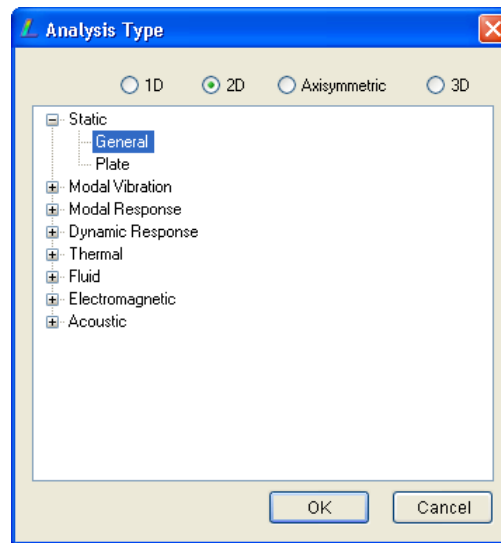 Analysis Type
1D 2D Axisymmetric 3D
Static
General
Plate
Modal Vibration
Modal Response
Dynamic Response
Thermal
Fluid
Electromagnetic
Acoustic
OK Cancel